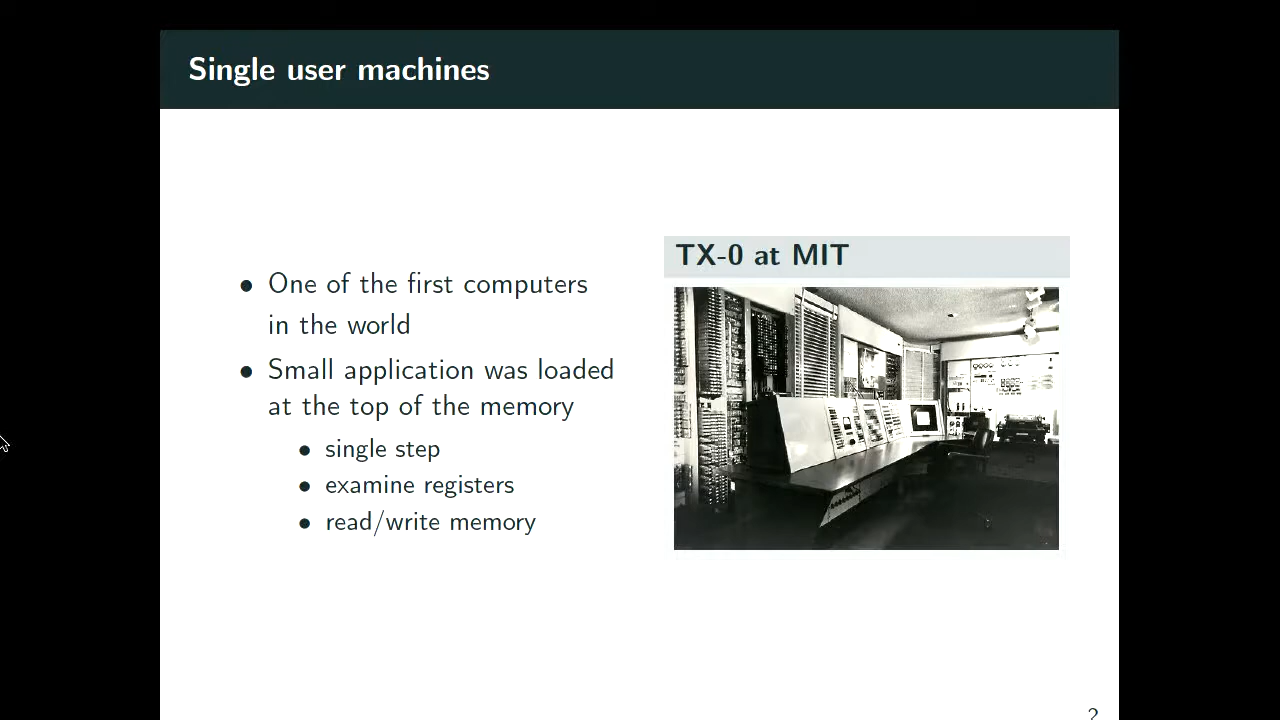 Single user machines
• One of the first computers
in the world
• Small application was loaded
at the top of the memory
• single step
• examine registers
• read/write memory
TX-0 at MIT
2